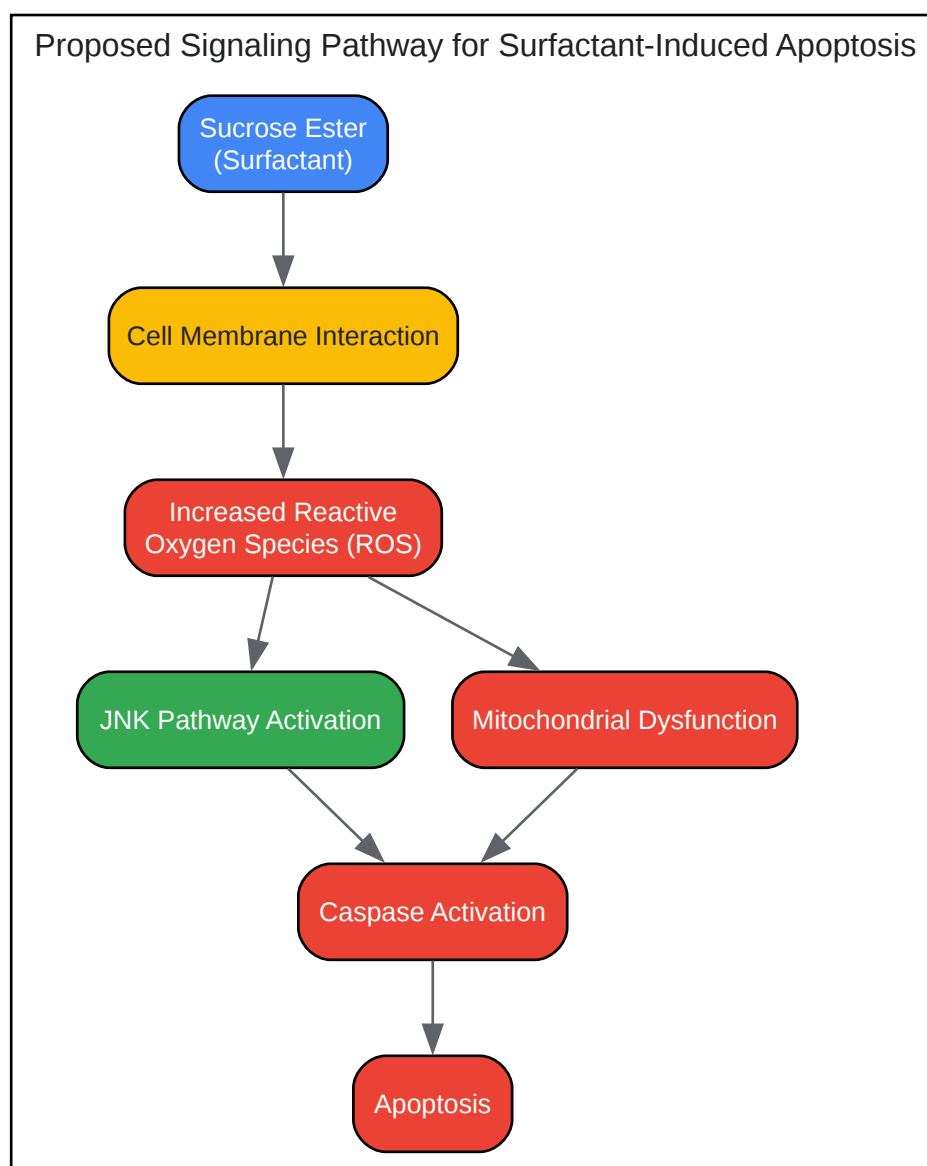 Proposed Signaling Pathway for Surfactant-Induced Apoptosis
Sucrose Ester
(Surfactant)
Cell Membrane Interaction
Increased Reactive
Oxygen Species (ROS)
JNK Pathway Activation
Mitochondrial Dysfunction
Caspase Activation
Apoptosis